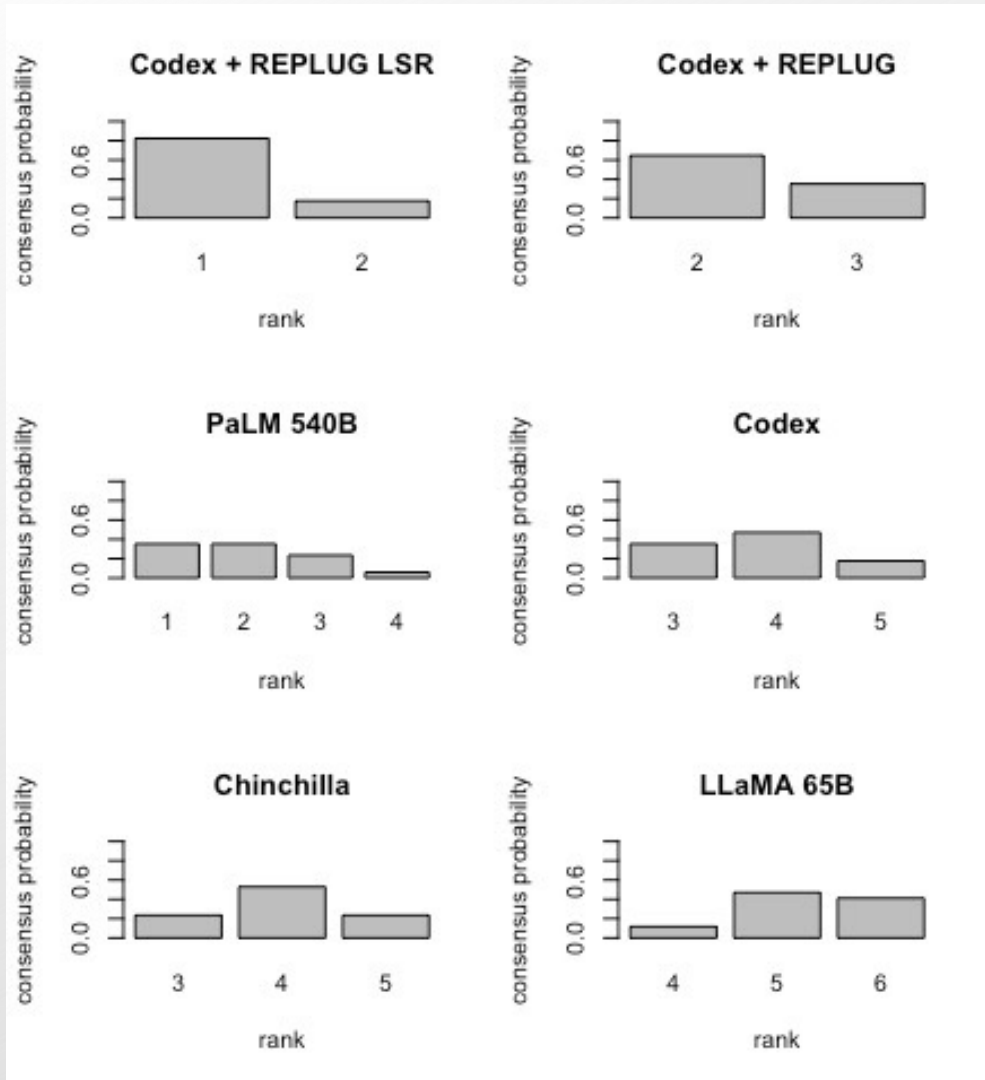 Codex + REPLUG LSR
consensus probability
0.6
0.0
1 2
rank
Codex + REPLUG
consensus probability
0.6
0.0
2 3
rank
PaLM 540B
consensus probability
0.6
0.0
1 2 3 4
rank
Codex
consensus probability
0.6
0.0
3 4 5
rank
Chinchilla
consensus probability
0.6
0.0
3 4 5
rank
LLaMA 65B
consensus probability
0.6
0.0
4 5 6
rank